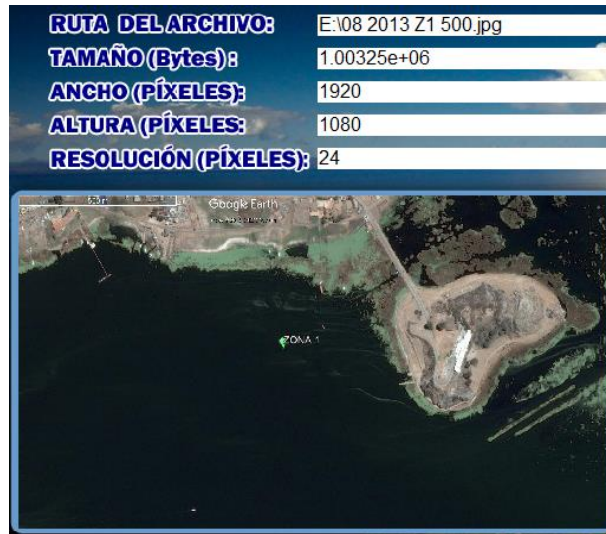 RUTA DEL ARCHIVO: E:\08 2013 Z1 500.jpg
TAMAÑO (Bytes) : 1.00325e+06
ANCHO (PÍXELES): 1920
ALTURA (PÍXELES: 1080
RESOLUCIÓN (PÍXELES): 24
Google Earth
ZONA 1